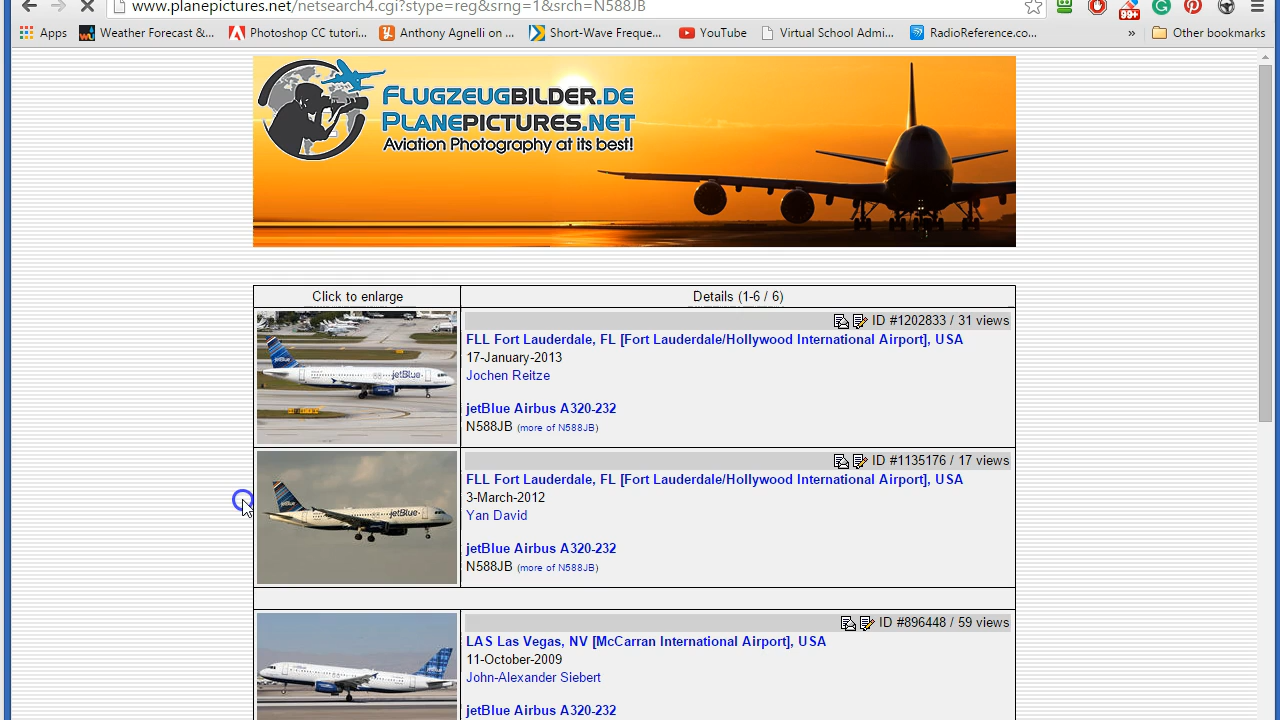 www.planepictures.net/netsearch4.cgi?stype=reg&srng=1&srch=N588JB
99+
Apps Weather Forecast &... Photoshop CC tutori... Anthony Agnelli on ... Short-Wave Freque... YouTube Virtual School Admi... RadioReference.co... » Other bookmarks
FLUGZEUGBILDER.DE
PLANEPICTURES.NET
Aviation Photography at its best!
Click to enlarge Details (1-6 / 6)
ID #1202833 / 31 views
FLL Fort Lauderdale, FL [Fort Lauderdale/Hollywood International Airport], USA
17-January-2013
Jochen Reitze
jetBlue Airbus A320-232
N588JB (more of N588JB)
jetBlue
ID #1135176 / 17 views
FLL Fort Lauderdale, FL [Fort Lauderdale/Hollywood International Airport], USA
3-March-2012
Yan David
jetBlue Airbus A320-232
N588JB (more of N588JB)
jetBlue
ID #896448 / 59 views
LAS Las Vegas, NV [McCarran International Airport], USA
11-October-2009
John-Alexander Siebert
jetBlue Airbus A320-232